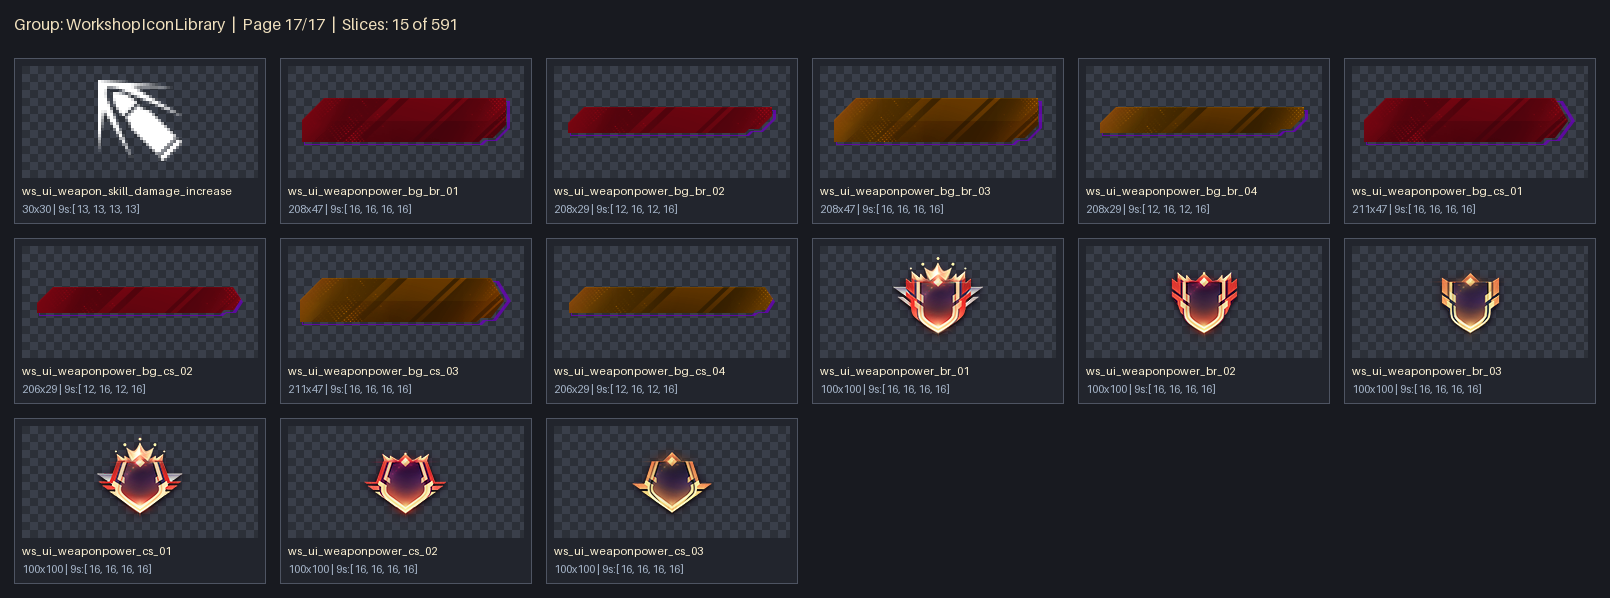 Group: WorkshopIconLibrary | Page 17/17 | Slices: 15 of 591
ws_ui_weapon_skill_damage_increase
30x30 | 9s:[13, 13, 13, 13]
ws_ui_weaponpower_bg_br_01
208x47 | 9s:[16, 16, 16, 16]
ws_ui_weaponpower_bg_br_02
208x29 | 9s:[12, 16, 12, 16]
ws_ui_weaponpower_bg_br_03
208x47 | 9s:[16, 16, 16, 16]
ws_ui_weaponpower_bg_br_04
208x29 | 9s:[12, 16, 12, 16]
ws_ui_weaponpower_bg_cs_01
211x47 | 9s:[16, 16, 16, 16]
ws_ui_weaponpower_bg_cs_02
206x29 | 9s:[12, 16, 12, 16]
ws_ui_weaponpower_bg_cs_03
211x47 | 9s:[16, 16, 16, 16]
ws_ui_weaponpower_bg_cs_04
206x29 | 9s:[12, 16, 12, 16]
ws_ui_weaponpower_br_01
100x100 | 9s:[16, 16, 16, 16]
ws_ui_weaponpower_br_02
100x100 | 9s:[16, 16, 16, 16]
ws_ui_weaponpower_br_03
100x100 | 9s:[16, 16, 16, 16]
ws_ui_weaponpower_cs_01
100x100 | 9s:[16, 16, 16, 16]
ws_ui_weaponpower_cs_02
100x100 | 9s:[16, 16, 16, 16]
ws_ui_weaponpower_cs_03
100x100 | 9s:[16, 16, 16, 16]